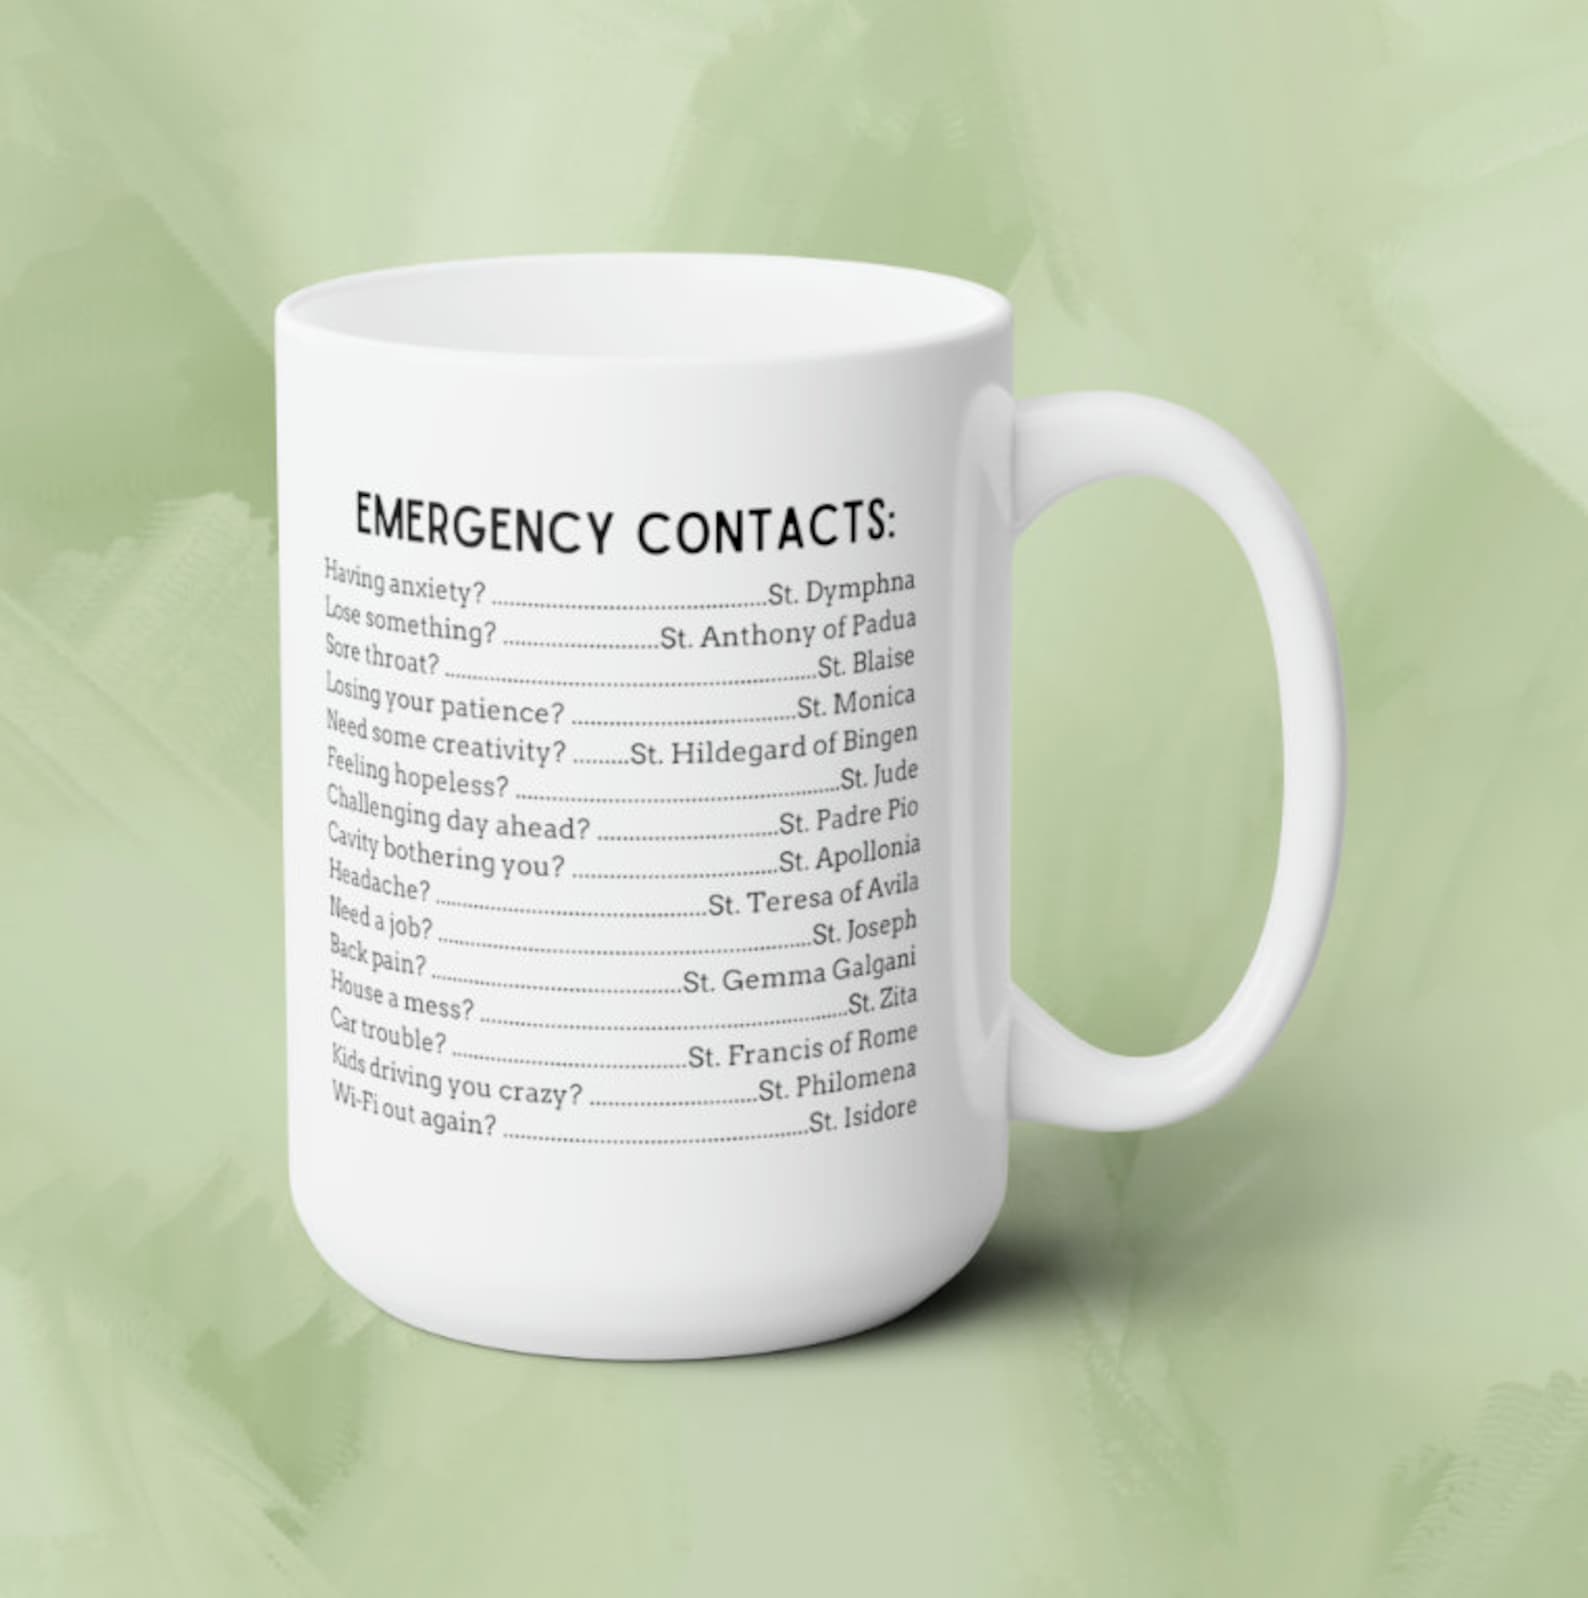 EMERGENCY CONTACTS:
Having anxiety? ..............................................St. Dymphna
Lose something? ..........................St. Anthony of Padua
Sore throat? ..............................................................St. Blaise
Losing your patience? .....................................St. Monica
Need some creativity? .........St. Hildegard of Bingen
Feeling hopeless? ......................................................St. Jude
Challenging day ahead? ..............................St. Padre Pio
Cavity bothering you? ..................................St. Apollonia
Headache? .............................................St. Teresa of Avila
Need a job? ..............................................................St. Joseph
Back pain? ..........................................St. Gemma Galgani
House a mess? .............................................................St. Zita
Car trouble? .......................................St. Francis of Rome
Kids driving you crazy? ............................St. Philomena
Wi-Fi out again? ...................................................St. Isidore